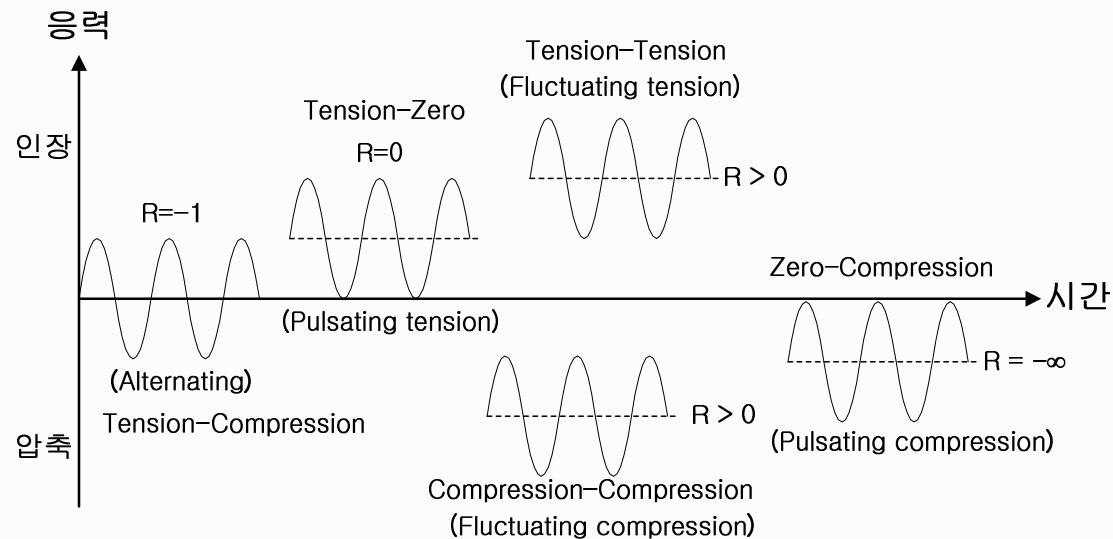 응력
Tension-Tension
(Fluctuating tension)
Tension-Zero
인장
R=0
R > 0
R=-1
Zero-Compression
시간
(Pulsating tension)
R = -∞
(Alternating)
R > 0
Tension-Compression
압축
(Pulsating compression)
Compression-Compression
(Fluctuating compression)